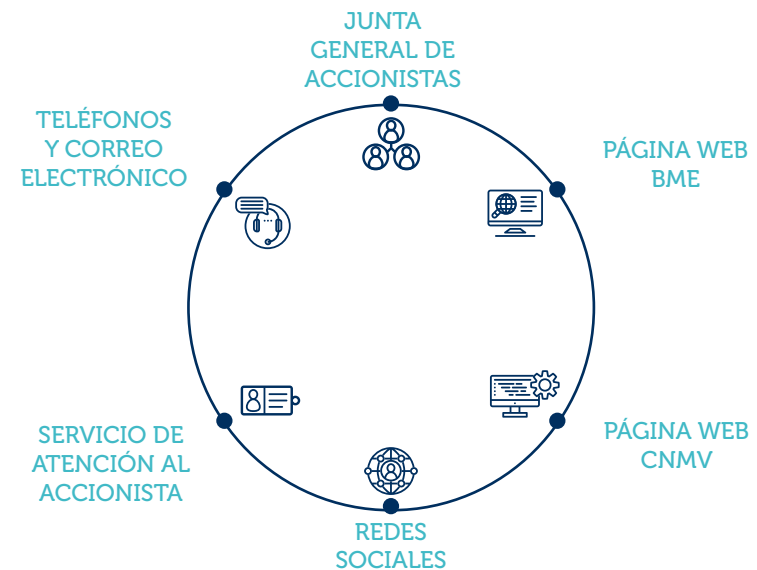 JUNTA
GENERAL DE
ACCIONISTAS
TELÉFONOS
Y CORREO
ELECTRÓNICO
PÁGINA WEB
BME
SERVICIO DE
ATENCIÓN AL
ACCIONISTA
PÁGINA WEB
CNMV
REDES
SOCIALES